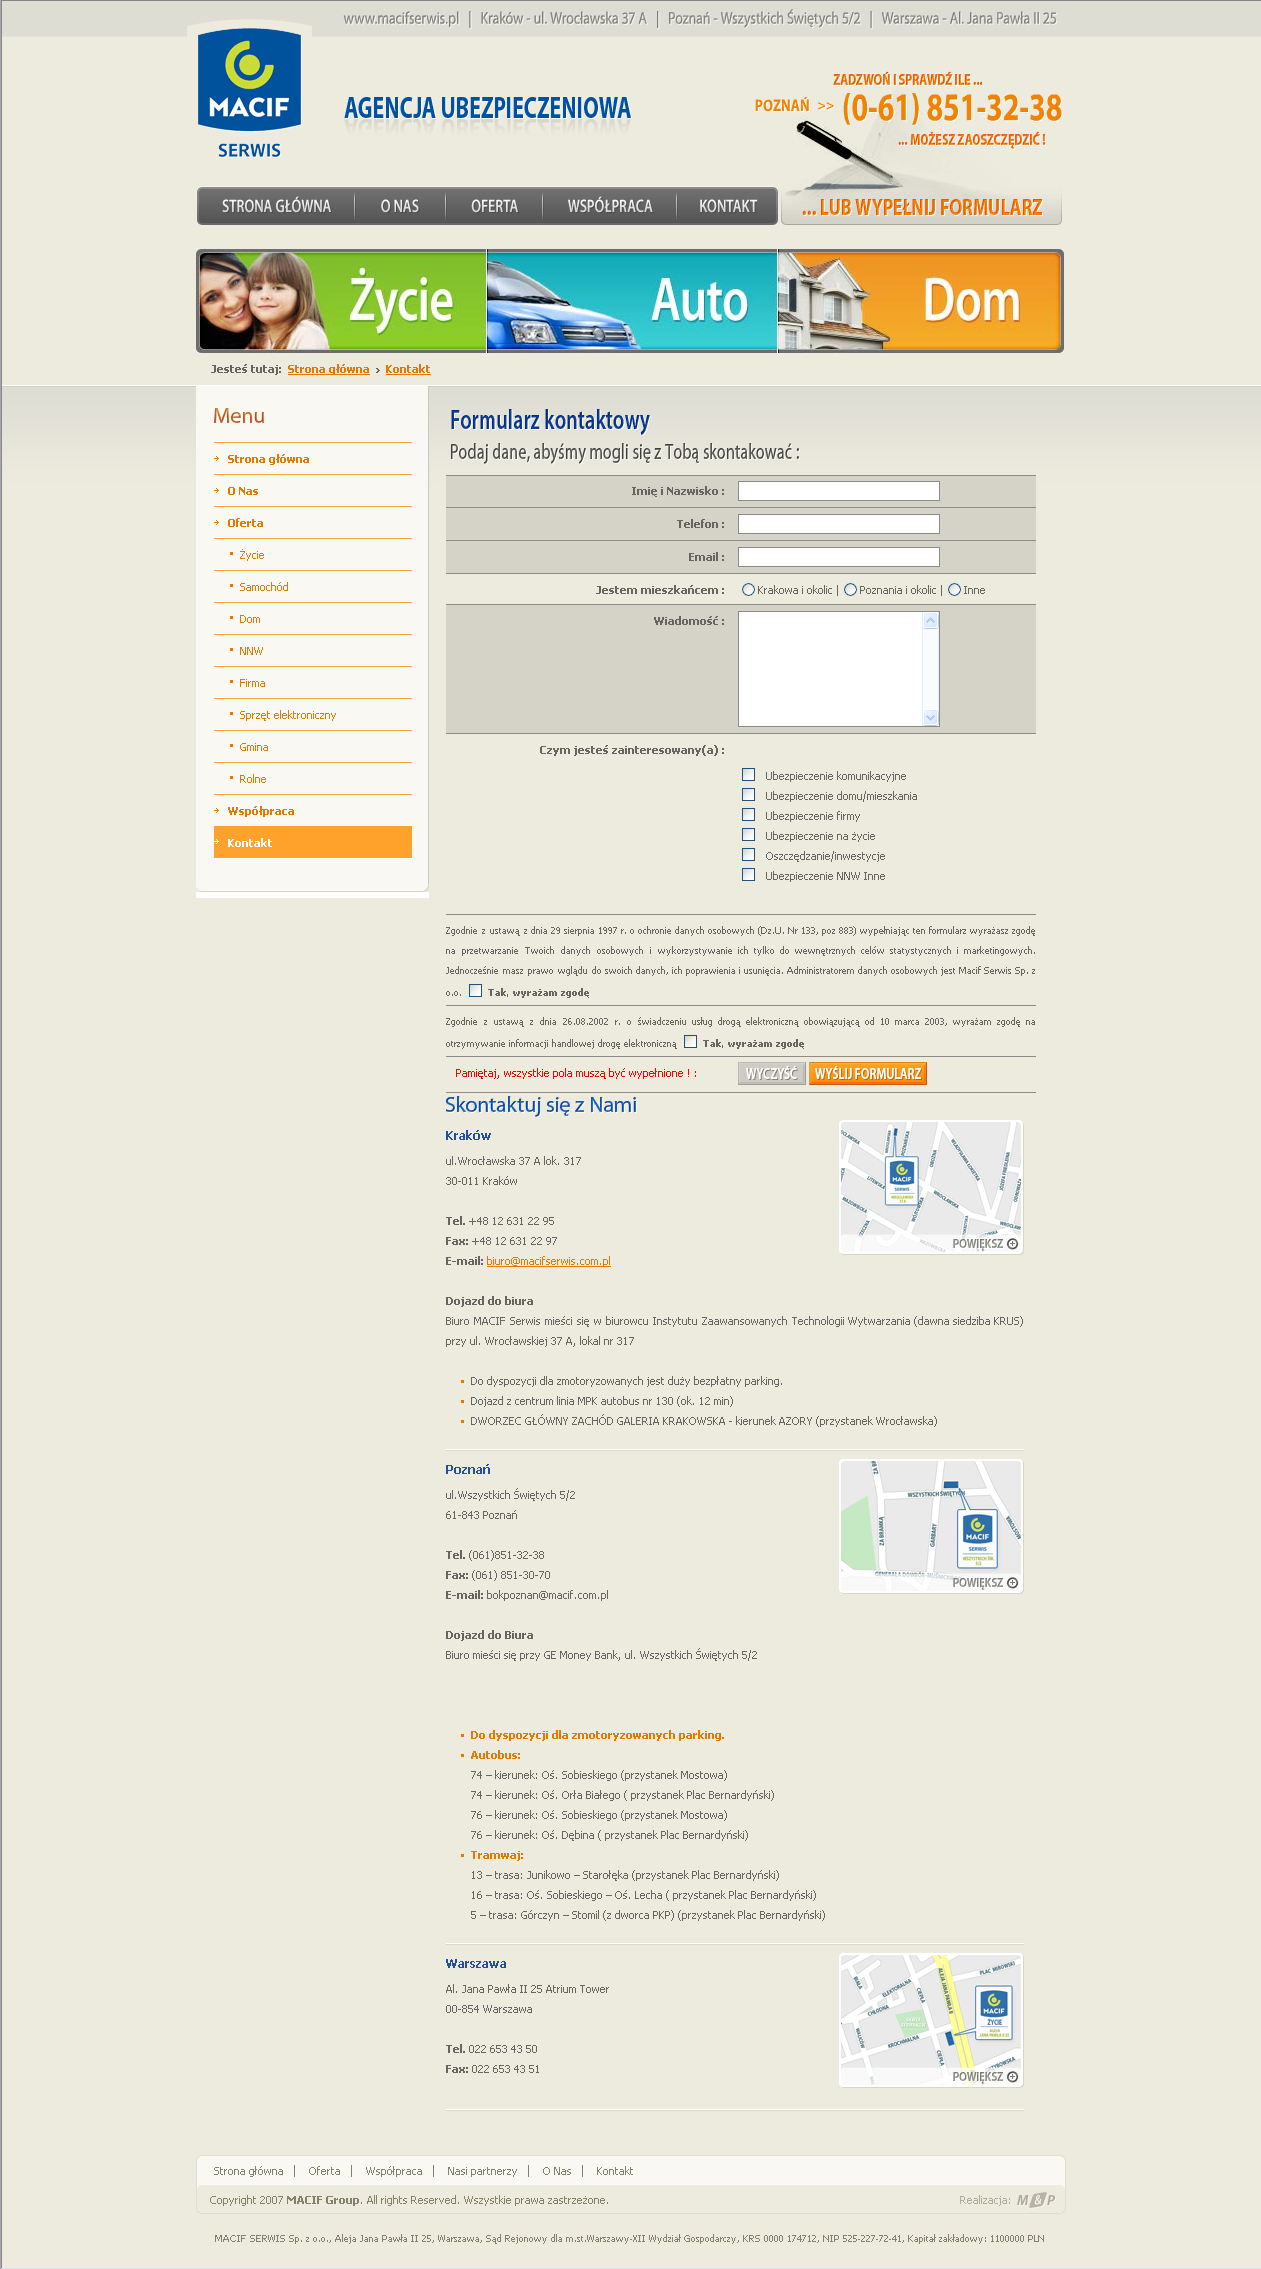 www.macifserwis.pl | Kraków - ul. Wrocławska 37 A | Poznań - Wszystkich Świętych 5/2 | Warszawa - Al. Jana Pawła II 25
MACIF
SERWIS
AGENCJA UBEZPIECZENIOWA
ZADZWOŃ I SPRAWDŹ ILE ...
POZNAŃ >> (0-61) 851-32-38
... MOŻESZ ZAOSZCZĘDZIĆ !
STRONA GŁÓWNA O NAS OFERTA WSPÓŁPRACA KONTAKT
... LUB WYPEŁNIJ FORMULARZ
Życie Auto Dom
Jesteś tutaj: Strona główna › Kontakt
Menu
Strona główna
O Nas
Oferta
Życie
Samochód
Dom
NNW
Firma
Sprzęt elektroniczny
Gmina
Rolne
Współpraca
Kontakt
Formularz kontaktowy
Podaj dane, abyśmy mogli się z Tobą skontakować :
Imię i Nazwisko :
Telefon :
Email :
Jestem mieszkańcem : Krakowa i okolic | Poznania i okolic | Inne
Wiadomość :
Czym jesteś zainteresowany(a) :
Ubezpieczenie komunikacyjne
Ubezpieczenie domu/mieszkania
Ubezpieczenie firmy
Ubezpieczenie na życie
Oszczędzanie/inwestycje
Ubezpieczenie NNW Inne
Zgodnie z ustawą z dnia 29 sierpnia 1997 r. o ochronie danych osobowych (Dz.U. Nr 133, poz 883) wypełniając ten formularz wyrażasz zgodę
na przetwarzanie Twoich danych osobowych i wykorzystywanie ich tylko do wewnętrznych celów statystycznych i marketingowych.
Jednocześnie masz prawo wglądu do swoich danych, ich poprawienia i usunięcia. Administratorem danych osobowych jest Macif Serwis Sp. z
o.o. Tak, wyrażam zgodę
Zgodnie z ustawą z dnia 26.08.2002 r. o świadczeniu usług drogą elektroniczną obowiązującą od 10 marca 2003, wyrażam zgodę na
otrzymywanie informacji handlowej drogę elektroniczną Tak, wyrażam zgodę
Pamiętaj, wszystkie pola muszą być wypełnione ! : WYCZYŚĆ WYŚLIJ FORMULARZ
Skontaktuj się z Nami
Kraków
ul.Wrocławska 37 A lok. 317
30-011 Kraków
Tel. +48 12 631 22 95
Fax: +48 12 631 22 97
E-mail: biuro@macifserwis.com.pl
MACIF
SERWIS
POWIĘKSZ
Dojazd do biura
Biuro MACIF Serwis mieści się w biurowcu Instytutu Zaawansowanych Technologii Wytwarzania (dawna siedziba KRUS)
przy ul. Wrocławskiej 37 A, lokal nr 317
Do dyspozycji dla zmotoryzowanych jest duży bezpłatny parking.
Dojazd z centrum linia MPK autobus nr 130 (ok. 12 min)
DWORZEC GŁÓWNY ZACHÓD GALERIA KRAKOWSKA - kierunek AZORY (przystanek Wrocławska)
Poznań
ul.Wszystkich Świętych 5/2
61-843 Poznań
Tel. (061)851-32-38
Fax: (061) 851-30-70
E-mail: bokpoznan@macif.com.pl
WSZYSTKICH ŚWIĘTYCH
ZA BRAMKĄ
GARBARY
MOSTOWA
MACIF
SERWIS
POWIĘKSZ
Dojazd do Biura
Biuro mieści się przy GE Money Bank, ul. Wszystkich Świętych 5/2
Do dyspozycji dla zmotoryzowanych parking.
Autobus:
74 – kierunek: Oś. Sobieskiego (przystanek Mostowa)
74 – kierunek: Oś. Orła Białego ( przystanek Plac Bernardyński)
76 – kierunek: Oś. Sobieskiego (przystanek Mostowa)
76 – kierunek: Oś. Dębina ( przystanek Plac Bernardyński)
Tramwaj:
13 – trasa: Junikowo – Starołęka (przystanek Plac Bernardyński)
16 – trasa: Oś. Sobieskiego – Oś. Lecha ( przystanek Plac Bernardyński)
5 – trasa: Górczyn – Stomil (z dworca PKP) (przystanek Plac Bernardyński)
Warszawa
Al. Jana Pawła II 25 Atrium Tower
00-854 Warszawa
Tel. 022 653 43 50
Fax: 022 653 43 51
PLAC MIROWSKI
ELEKTORALNA
CHŁODNA
CIEPŁA
KROCHMALNA
MACIF
ŻYCIE
POWIĘKSZ
Strona główna | Oferta | Współpraca | Nasi partnerzy | O Nas | Kontakt
Copyright 2007 MACIF Group. All rights Reserved. Wszystkie prawa zastrzeżone.
Realizacja: M&P
MACIF SERWIS Sp. z o.o., Aleja Jana Pawła II 25, Warszawa, Sąd Rejonowy dla m.st.Warszawy-XII Wydział Gospodarczy, KRS 0000 174712, NIP 525-227-72-41, Kapitał zakładowy: 1100000 PLN